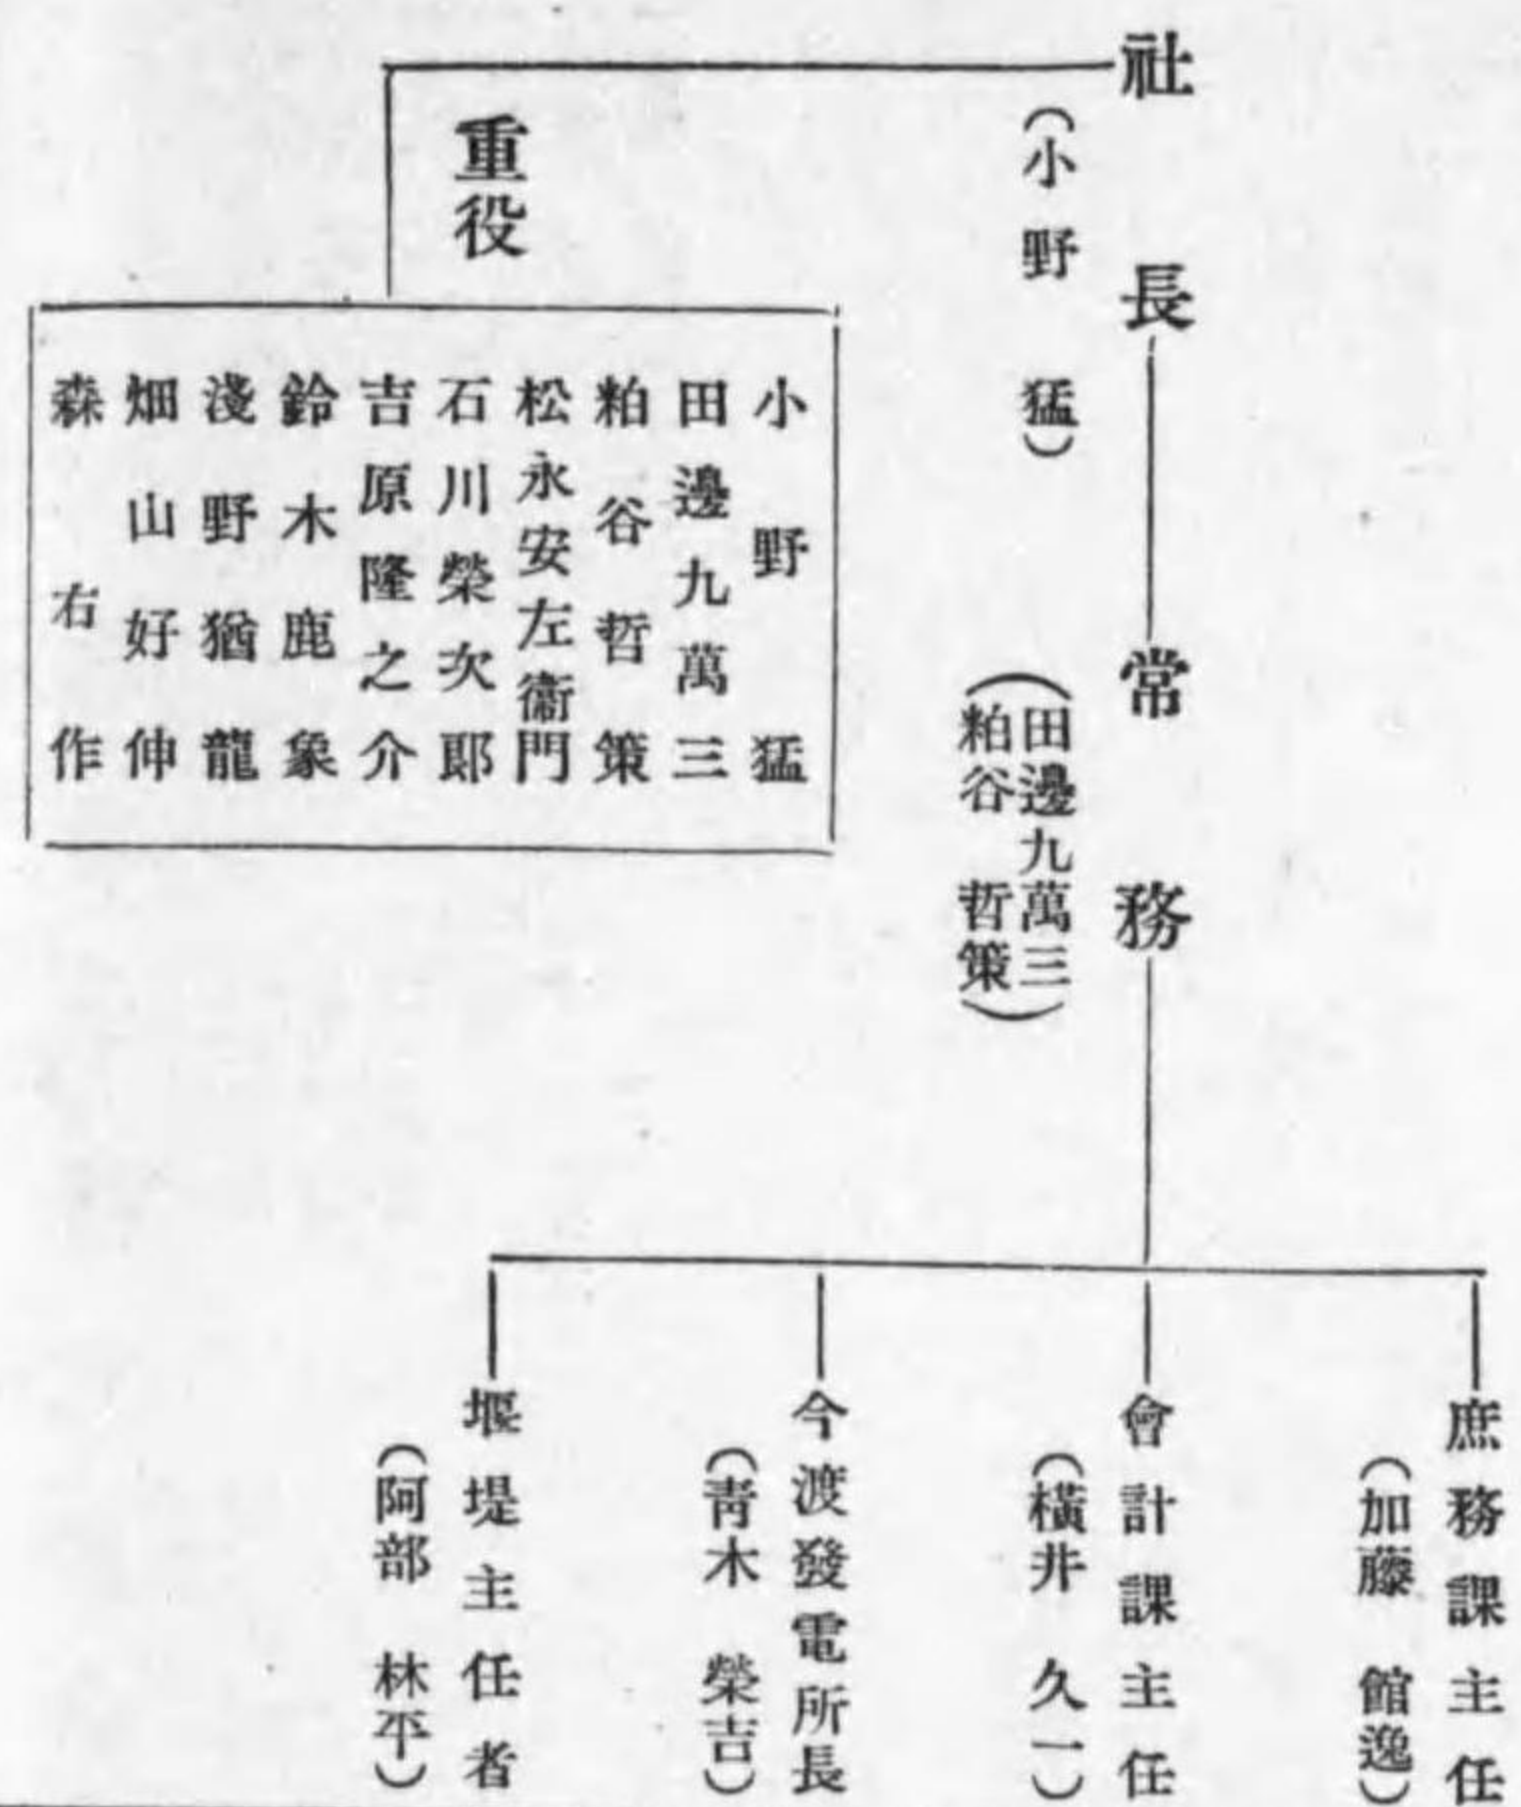 社長
(小野猛)
常務
(田邊九萬三
粕谷哲策)
重役
小野猛
田邊九萬三
粕谷哲策
松永安左衞門
石川榮次郎
吉原隆之介
鈴木鹿象
淺野猶龍
畑山好伸
森右作
庶務課主任
(加藤館逸)
會計課主任
(橫井久一)
今渡發電所長
(靑木榮吉)
堰堤主任者
(阿部林平)